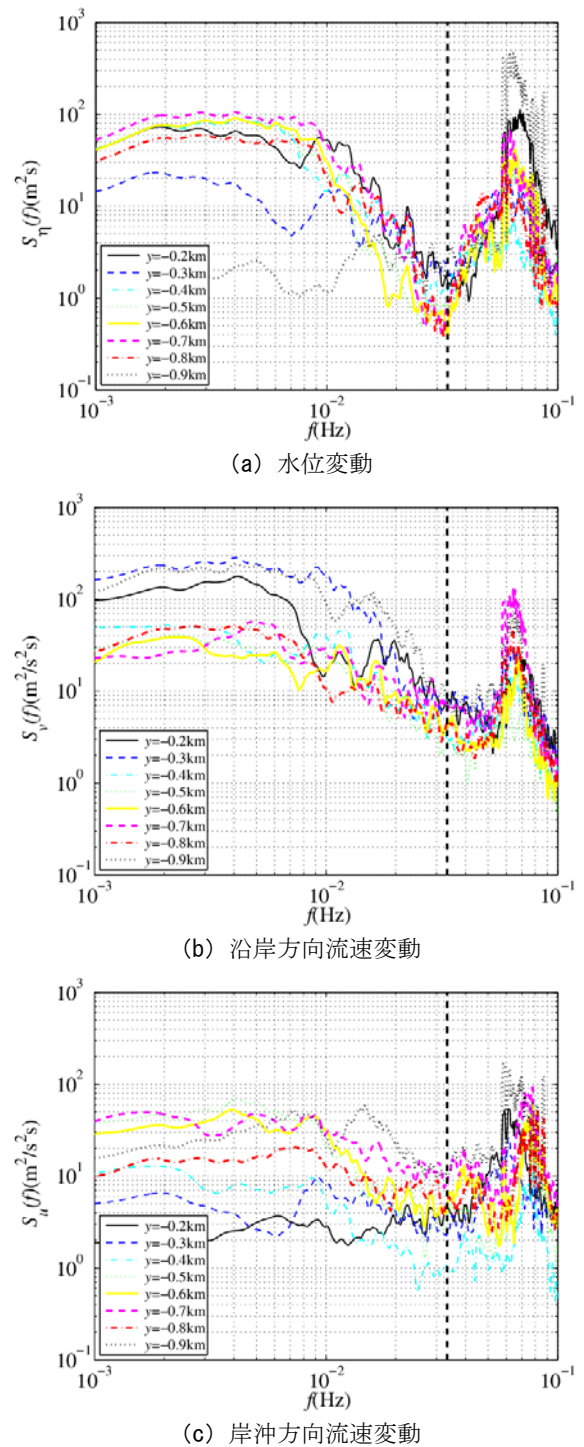 10³
10²
10¹
10⁰
10⁻¹
S_η(f)(m²s)
y=−0.2km
y=−0.3km
y=−0.4km
y=−0.5km
y=−0.6km
y=−0.7km
y=−0.8km
y=−0.9km
10⁻³ 10⁻² 10⁻¹
f(Hz)
(a) 水位変動
10³
10²
10¹
10⁰
10⁻¹
S_v(f)(m²/s²s)
y=−0.2km
y=−0.3km
y=−0.4km
y=−0.5km
y=−0.6km
y=−0.7km
y=−0.8km
y=−0.9km
10⁻³ 10⁻² 10⁻¹
f(Hz)
(b) 沿岸方向流速変動
10³
10²
10¹
10⁰
10⁻¹
S_u(f)(m²/s²s)
y=−0.2km
y=−0.3km
y=−0.4km
y=−0.5km
y=−0.6km
y=−0.7km
y=−0.8km
y=−0.9km
10⁻³ 10⁻² 10⁻¹
f(Hz)
(c) 岸沖方向流速変動